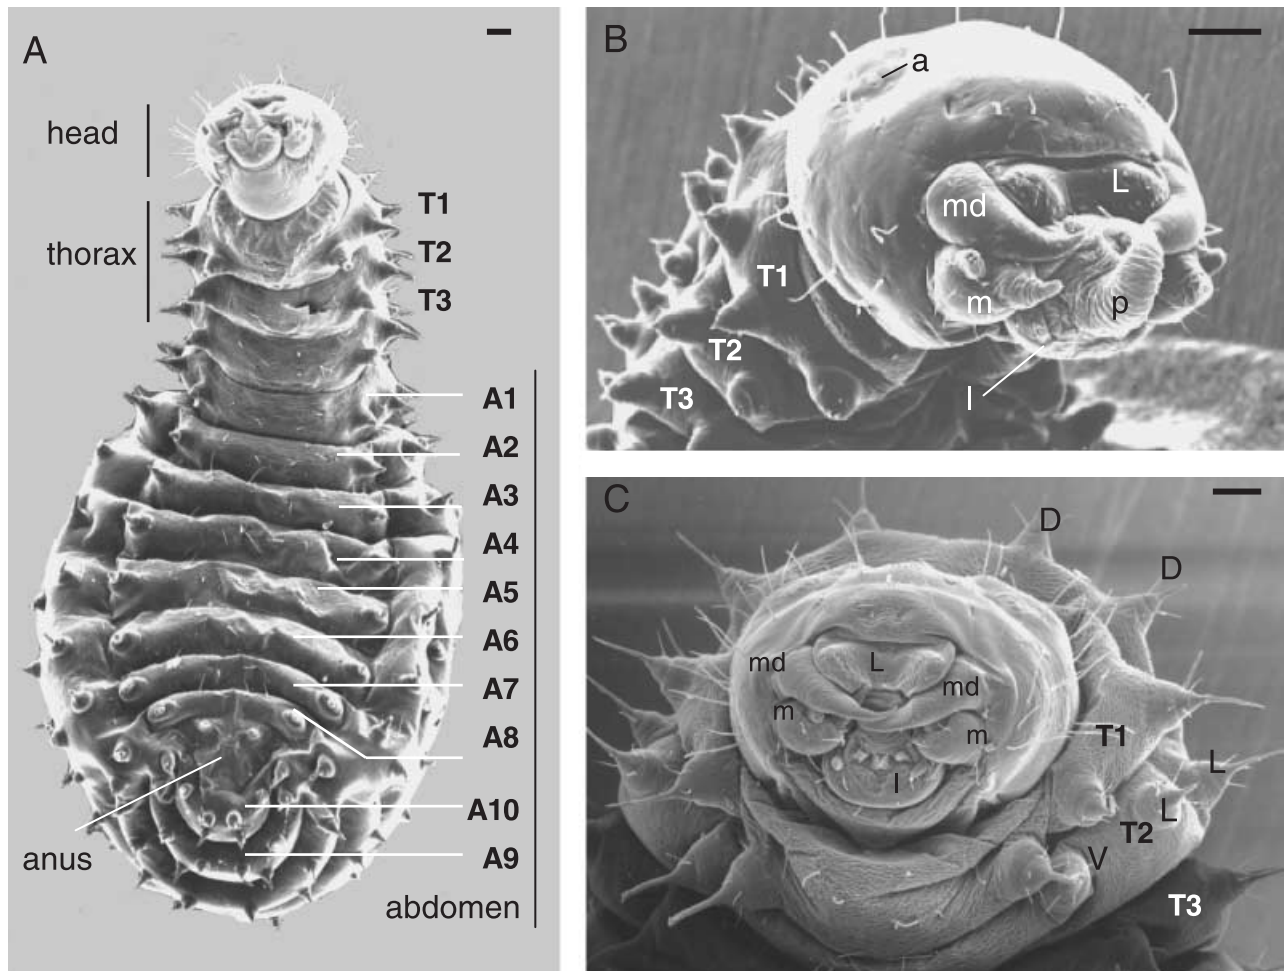 A
head
thorax
T1
T2
T3
A1
A2
A3
A4
A5
A6
A7
A8
A10
A9
anus
abdomen
B
a
L
md
m
p
l
T1
T2
T3
C
D
D
md
L
md
m
m
l
T1
L
L
T2
V
T3